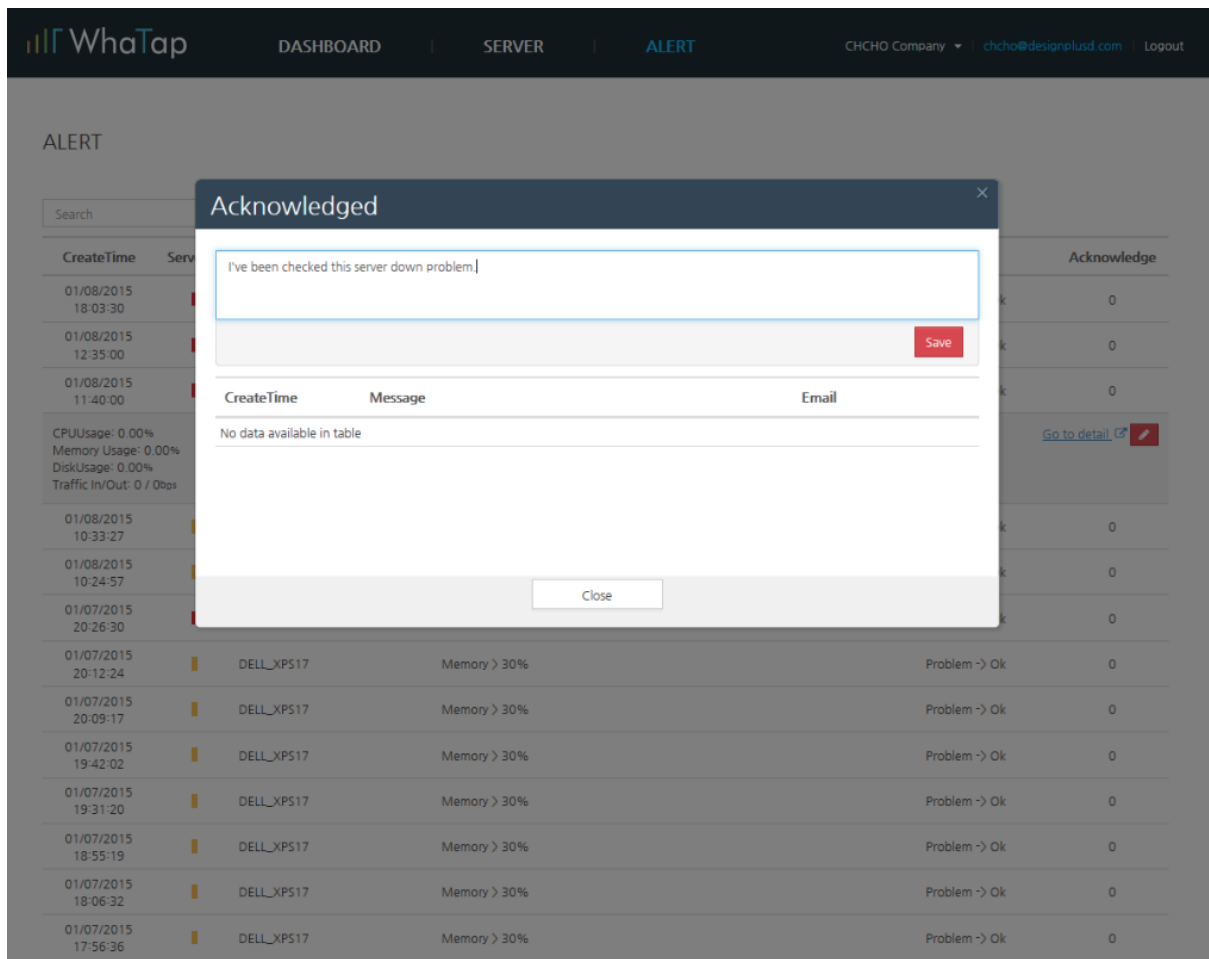 WhaTap DASHBOARD SERVER ALERT CHCHO Company chcho@designplusd.com Logout
ALERT
Acknowledged
Search
CreateTime Serv Acknowledge
I've been checked this server down problem.
01/08/2015
18:03:30
k 0
01/08/2015
12:35:00
Save
k 0
01/08/2015
11:40:00
k 0
CreateTime Message Email
No data available in table
CPUUsage: 0.00%
Memory Usage: 0.00%
DiskUsage: 0.00%
Traffic In/Out: 0 / 0bps
Go to detail
01/08/2015
10:33:27
k 0
01/08/2015
10:24:57
k 0
Close
01/07/2015
20:26:30
k 0
01/07/2015
20:12:24
DELL_XPS17 Memory > 30% Problem -> Ok 0
01/07/2015
20:09:17
DELL_XPS17 Memory > 30% Problem -> Ok 0
01/07/2015
19:42:02
DELL_XPS17 Memory > 30% Problem -> Ok 0
01/07/2015
19:31:20
DELL_XPS17 Memory > 30% Problem -> Ok 0
01/07/2015
18:55:19
DELL_XPS17 Memory > 30% Problem -> Ok 0
01/07/2015
18:06:32
DELL_XPS17 Memory > 30% Problem -> Ok 0
01/07/2015
17:56:36
DELL_XPS17 Memory > 30% Problem -> Ok 0